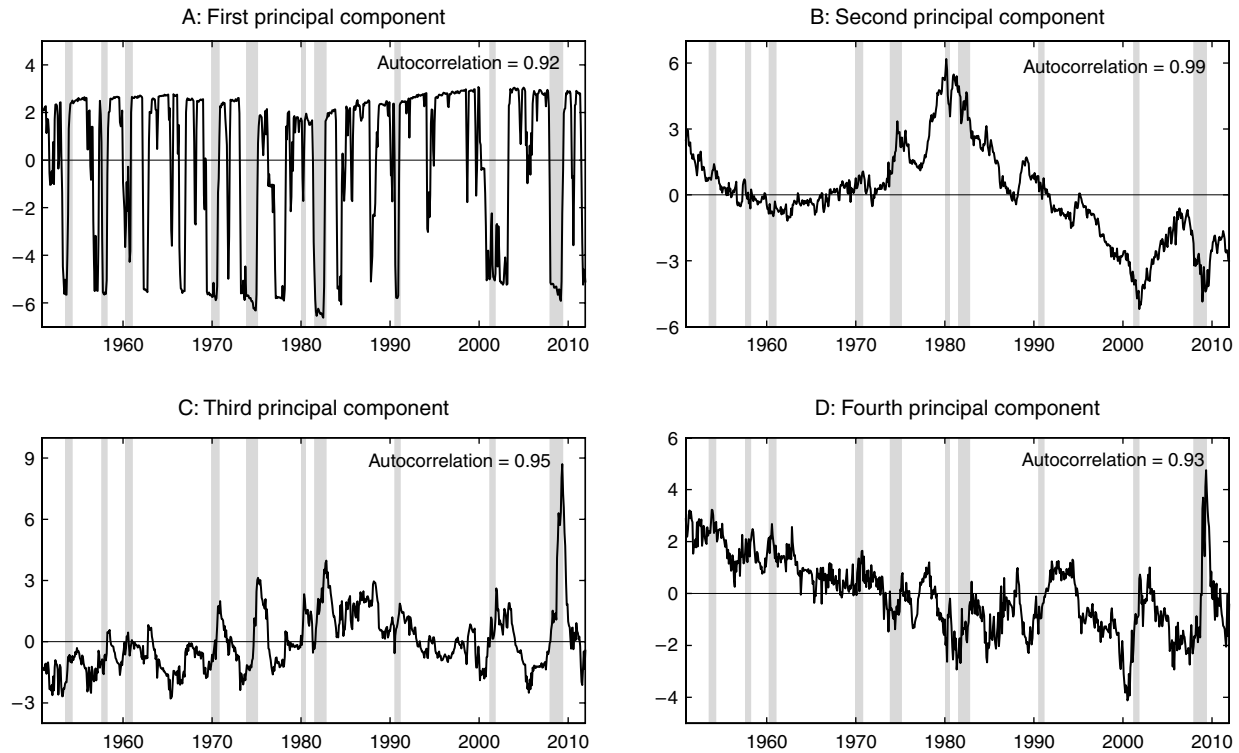 A: First principal component
Autocorrelation = 0.92
4
2
0
−2
−4
−6
1960 1970 1980 1990 2000 2010
B: Second principal component
Autocorrelation = 0.99
6
3
0
−3
−6
1960 1970 1980 1990 2000 2010
C: Third principal component
Autocorrelation = 0.95
9
6
3
0
−3
1960 1970 1980 1990 2000 2010
D: Fourth principal component
Autocorrelation = 0.93
6
4
2
0
−2
−4
1960 1970 1980 1990 2000 2010